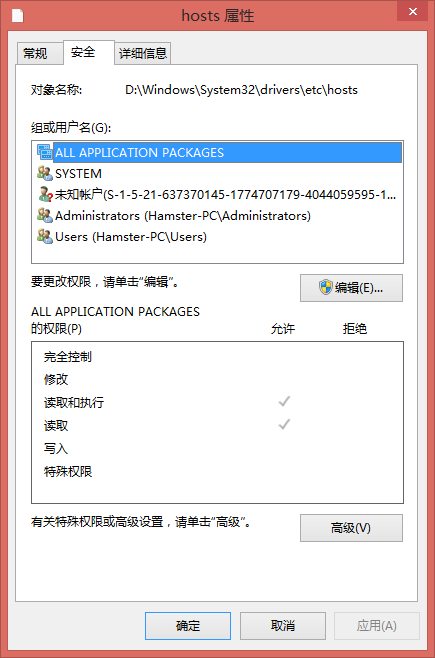 hosts 属性
常规 安全 详细信息
对象名称: D:\Windows\System32\drivers\etc\hosts
组或用户名(G):
ALL APPLICATION PACKAGES
SYSTEM
未知帐户(S-1-5-21-637370145-1774707179-4044059595-1...
Administrators (Hamster-PC\Administrators)
Users (Hamster-PC\Users)
要更改权限，请单击“编辑”。
编辑(E)...
ALL APPLICATION PACKAGES
的权限(P) 允许 拒绝
完全控制
修改
读取和执行
读取
写入
特殊权限
有关特殊权限或高级设置，请单击“高级”。
高级(V)
确定 取消 应用(A)